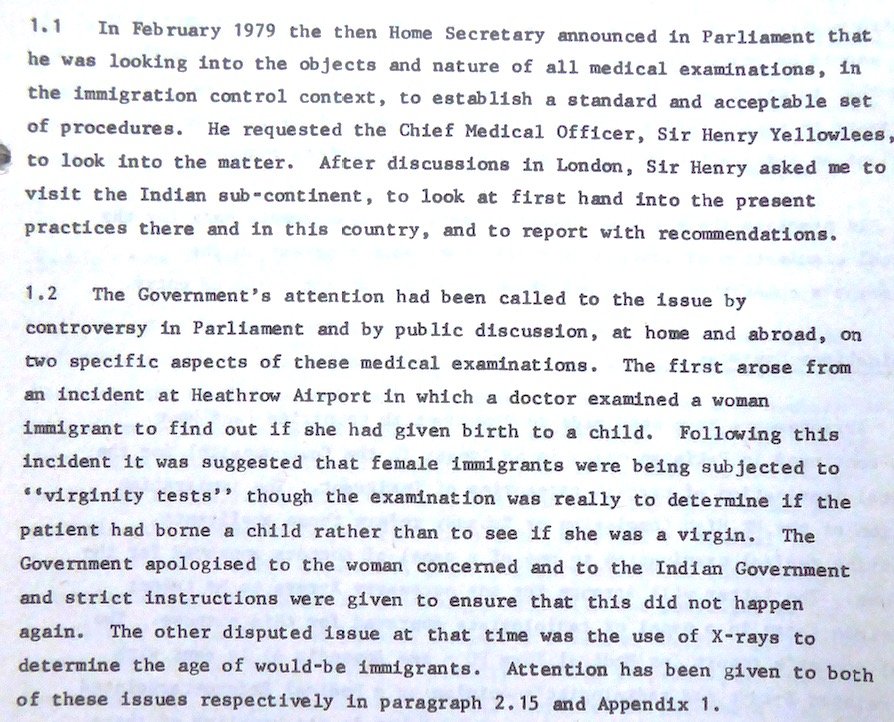 1.1 In February 1979 the then Home Secretary announced in Parliament that
he was looking into the objects and nature of all medical examinations, in
the immigration control context, to establish a standard and acceptable set
of procedures. He requested the Chief Medical Officer, Sir Henry Yellowlees,
to look into the matter. After discussions in London, Sir Henry asked me to
visit the Indian sub-continent, to look at first hand into the present
practices there and in this country, and to report with recommendations.
1.2 The Government's attention had been called to the issue by
controversy in Parliament and by public discussion, at home and abroad, on
two specific aspects of these medical examinations. The first arose from
an incident at Heathrow Airport in which a doctor examined a woman
immigrant to find out if she had given birth to a child. Following this
incident it was suggested that female immigrants were being subjected to
‘‘virginity tests’’ though the examination was really to determine if the
patient had borne a child rather than to see if she was a virgin. The
Government apologised to the woman concerned and to the Indian Government
and strict instructions were given to ensure that this did not happen
again. The other disputed issue at that time was the use of X-rays to
determine the age of would-be immigrants. Attention has been given to both
of these issues respectively in paragraph 2.15 and Appendix 1.